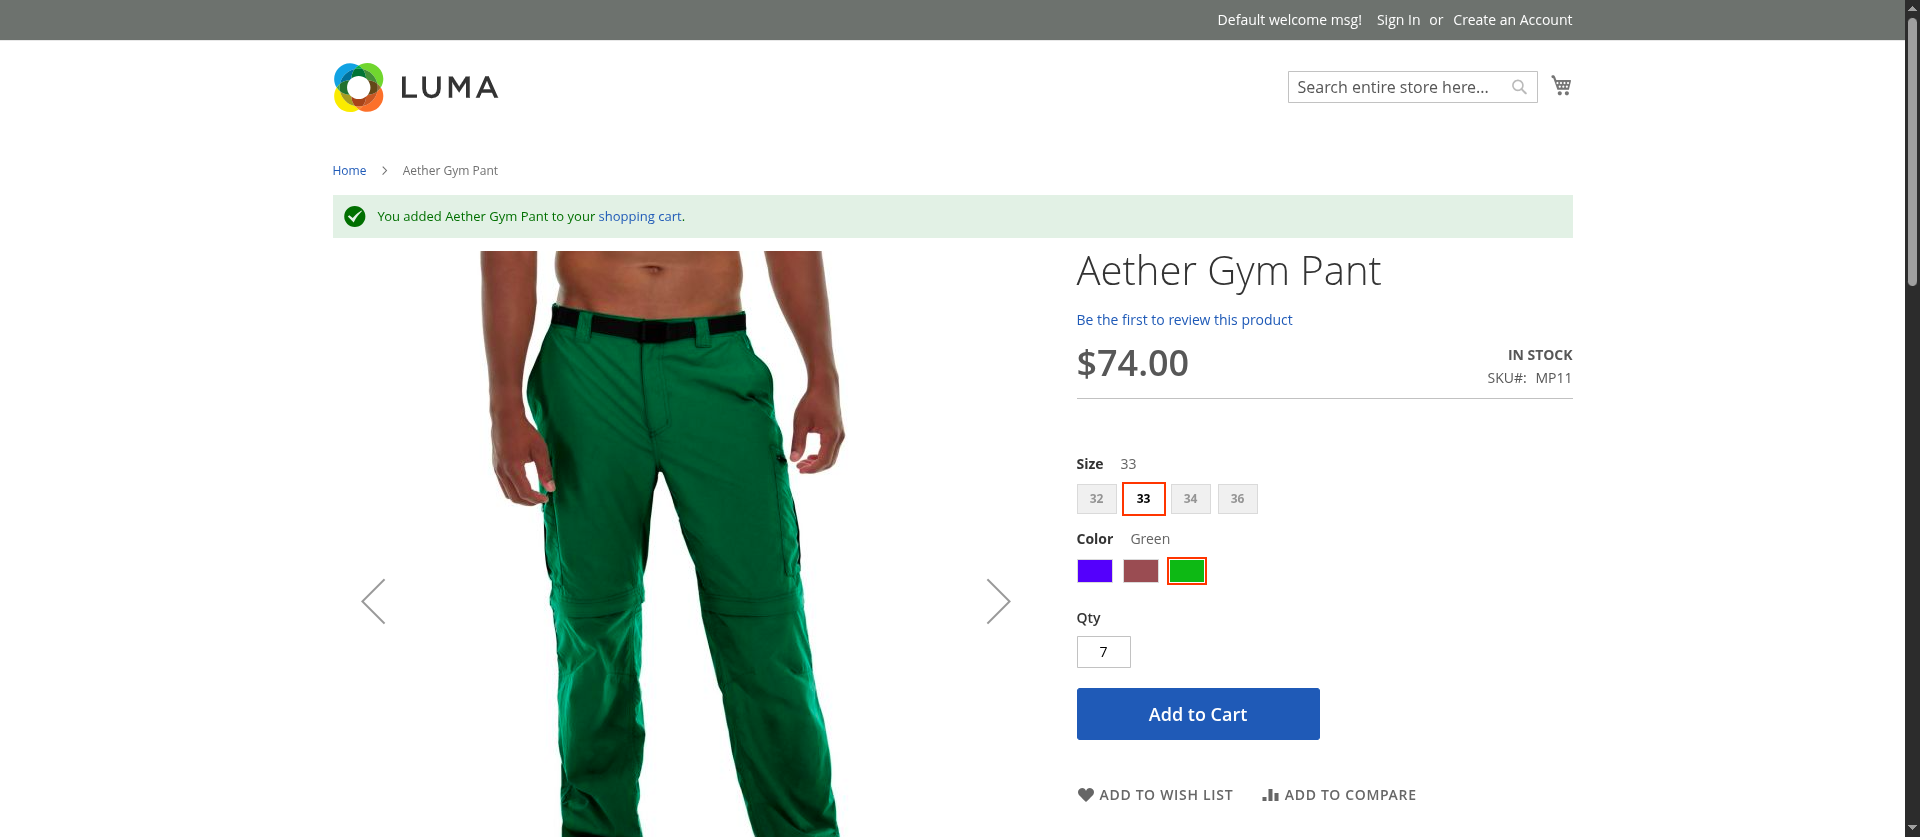 Default welcome msg! Sign In or Create an Account
LUMA
Search entire store here...
Home > Aether Gym Pant
You added Aether Gym Pant to your shopping cart.
Aether Gym Pant
Be the first to review this product
$74.00
IN STOCK
SKU#: MP11
Size 33
32 33 34 36
Color Green
Qty
7
Add to Cart
ADD TO WISH LIST ADD TO COMPARE